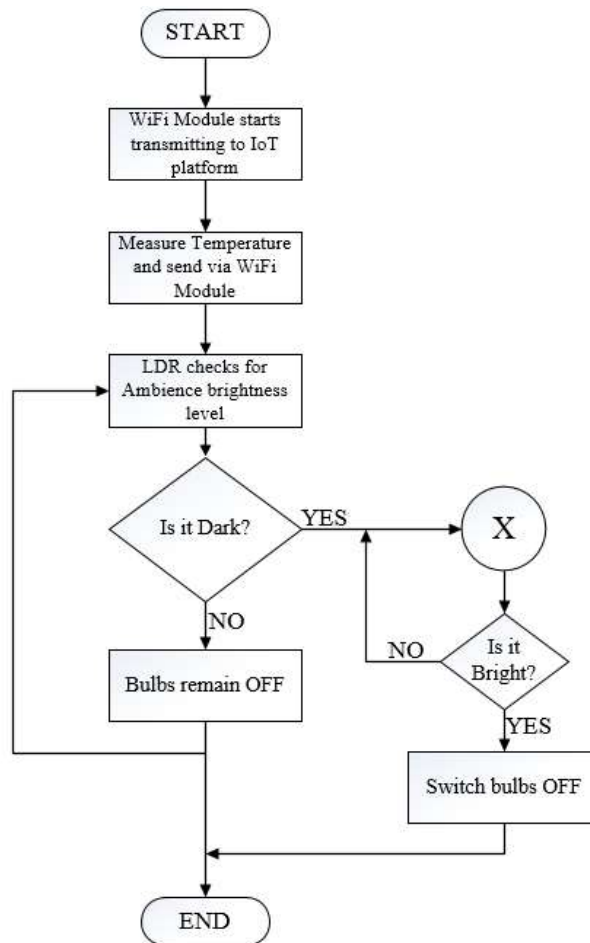 START
WiFi Module starts
transmitting to IoT
platform
Measure Temperature
and send via WiFi
Module
LDR checks for
Ambience brightness
level
Is it Dark?
YES
X
NO
Is it
Bright?
NO
YES
Bulbs remain OFF
Switch bulbs OFF
END